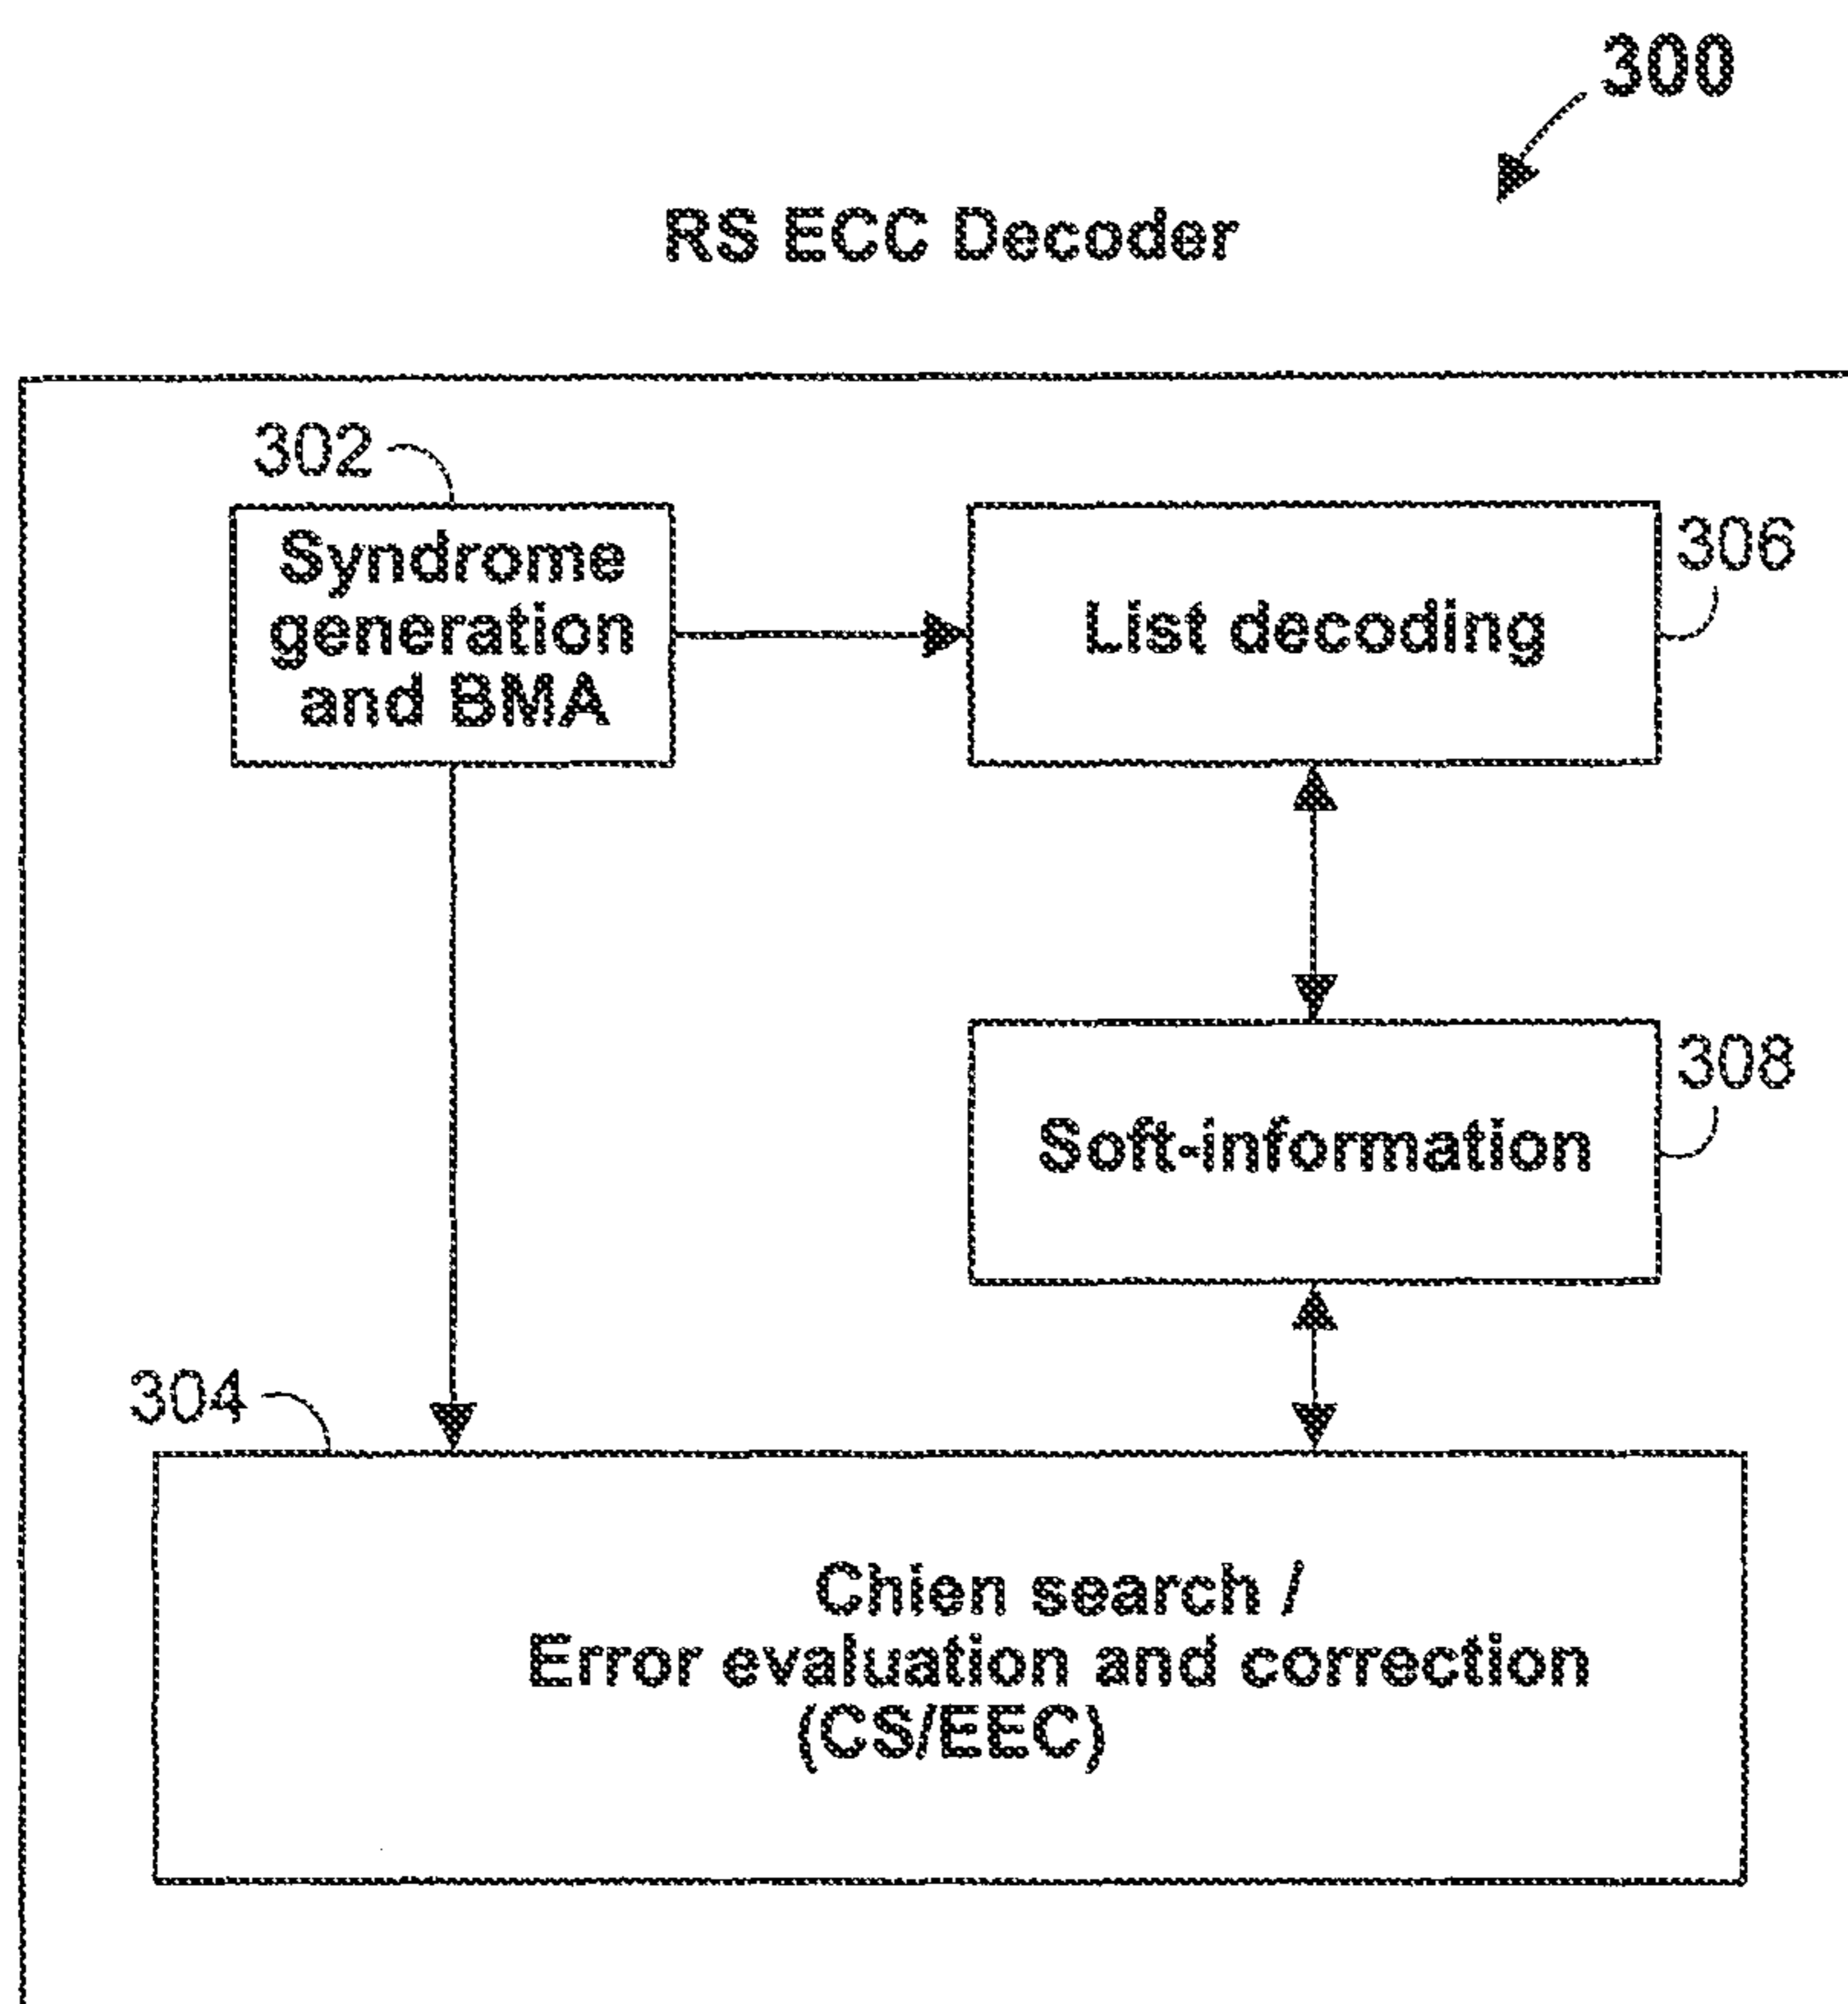 300
RS ECC Decoder
302
Syndrome
generation
and BMA
List decoding
306
Soft-information
308
304
Chien search /
Error evaluation and correction
(CS/EEC)